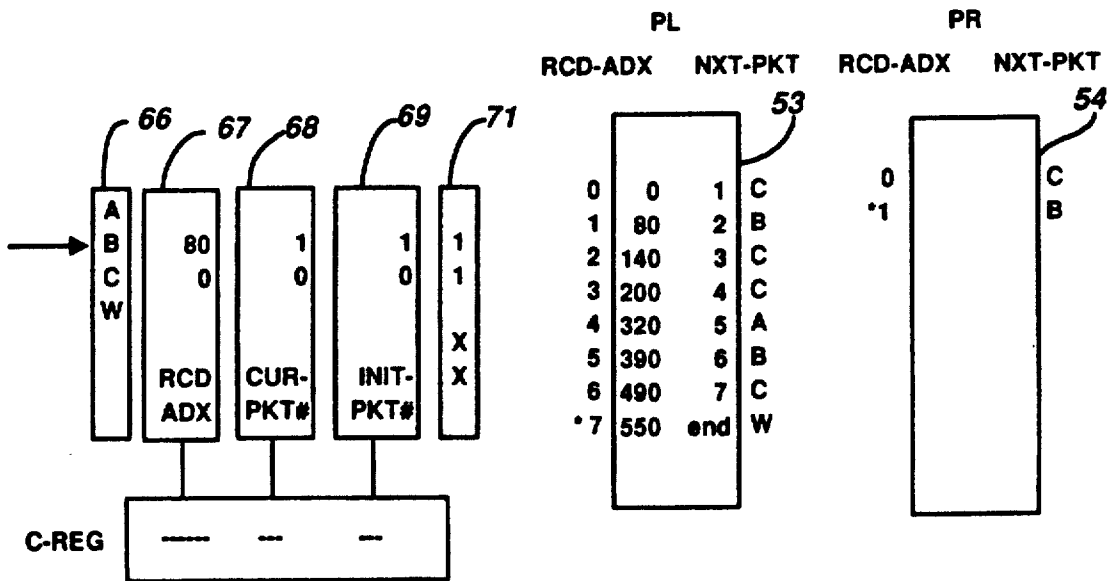 PL PR
RCD-ADX NXT-PKT RCD-ADX NXT-PKT
53
54
66 67 68 69 71
A
B 80 1 1 1
C 0 0 0 1
W
X
X
RCD ADX
CUR-PKT#
INIT-PKT#
0 0 1 C
1 80 2 B
2 140 3 C
3 200 4 C
4 320 5 A
5 390 6 B
6 490 7 C
*7 550 end W
0 C
*1 B
C-REG ------ --- ---